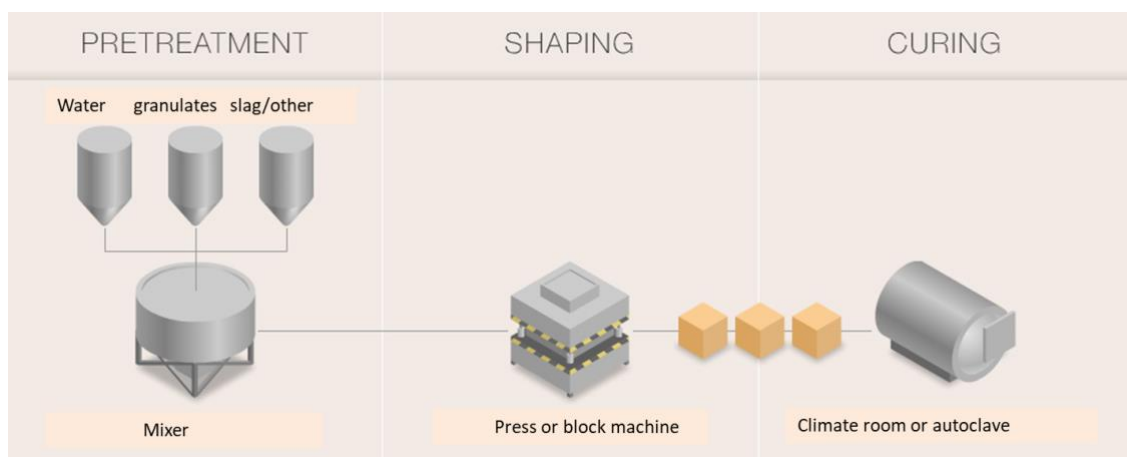 PRETREATMENT
SHAPING
CURING
Water granulates slag/other
Mixer
Press or block machine
Climate room or autoclave